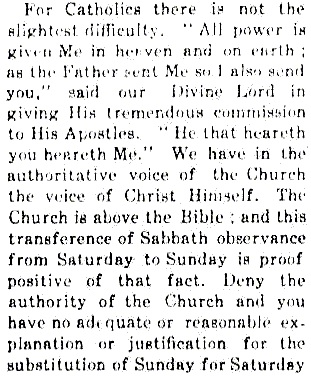 For Catholics there is not the
slightest difficulty. "All power is
given Me in heaven and on earth;
as the Father sent Me so I also send
you," said our Divine Lord in
giving His tremendous commission
to His Apostles. "He that heareth
you heareth Me." We have in the
authoritative voice of the Church
the voice of Christ Himself. The
Church is above the Bible; and this
transference of Sabbath observance
from Saturday to Sunday is proof
positive of that fact. Deny the
authority of the Church and you
have no adequate or reasonable ex-
planation or justification for the
substitution of Sunday for Saturday